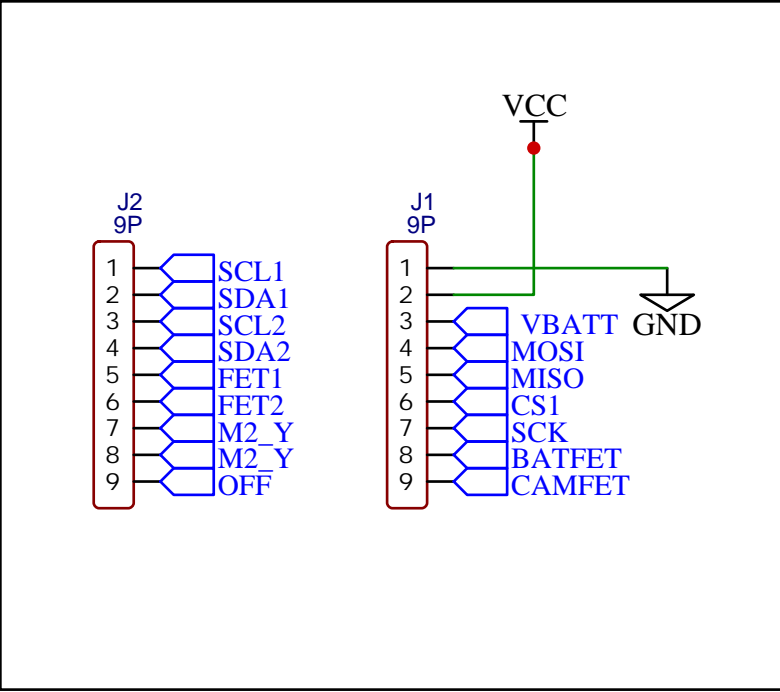 VCC
J2
9P
1 SCL1
2 SDA1
3 SCL2
4 SDA2
5 FET1
6 FET2
7 M2_Y
8 M2_Y
9 OFF
J1
9P
1
2
3 VBATT
GND
4 MOSI
5 MISO
6 CS1
7 SCK
8 BATFET
9 CAMFET